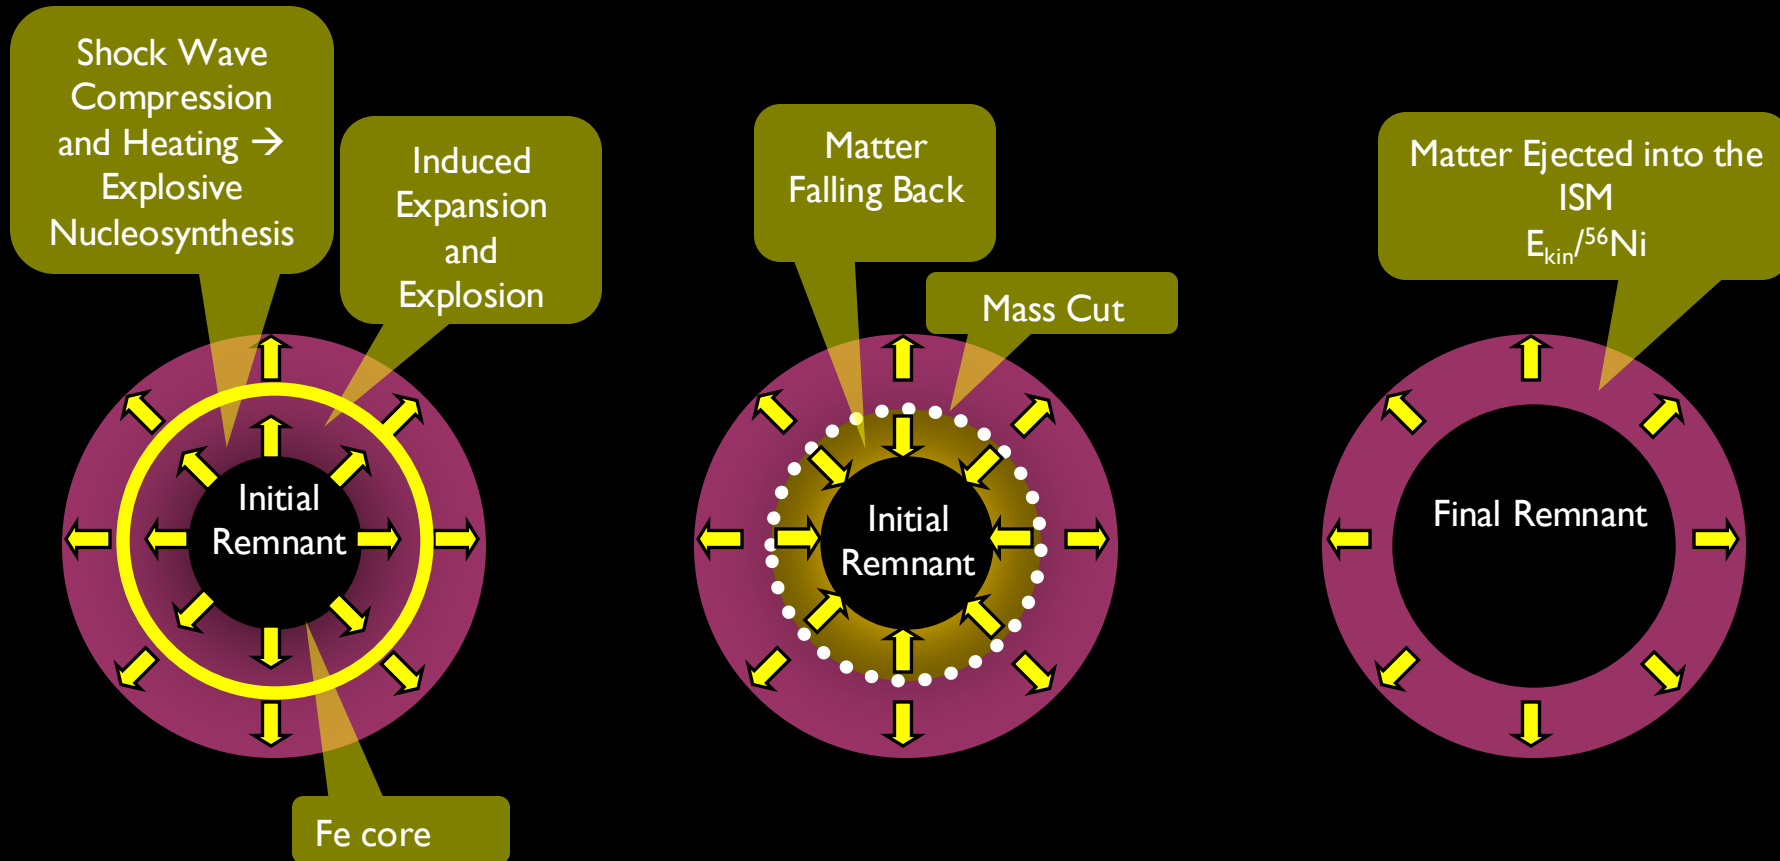 Shock Wave
Compression
and Heating →
Explosive
Nucleosynthesis
Induced
Expansion
and
Explosion
Initial
Remnant
Fe core
Matter
Falling Back
Mass Cut
Initial
Remnant
Matter Ejected into the
ISM
E_kin/⁵⁶Ni
Final Remnant